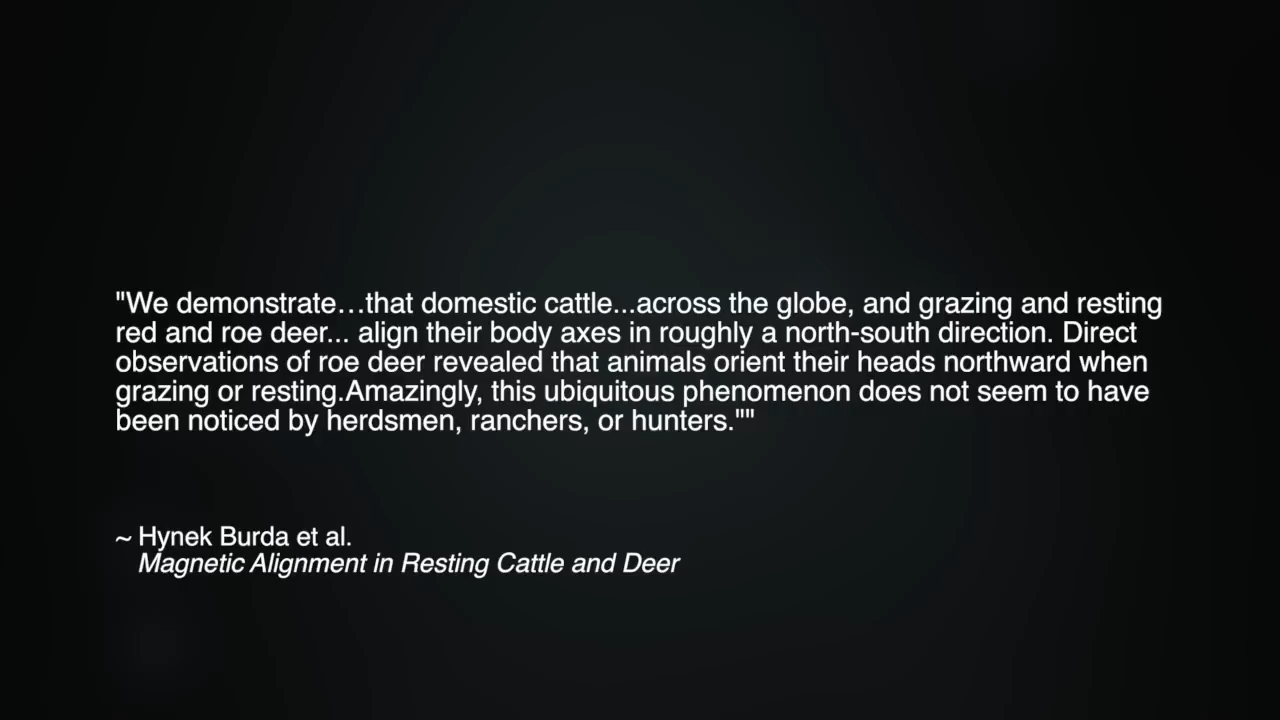 "We demonstrate…that domestic cattle...across the globe, and grazing and resting
red and roe deer... align their body axes in roughly a north-south direction. Direct
observations of roe deer revealed that animals orient their heads northward when
grazing or resting.Amazingly, this ubiquitous phenomenon does not seem to have
been noticed by herdsmen, ranchers, or hunters.""
~ Hynek Burda et al.
Magnetic Alignment in Resting Cattle and Deer